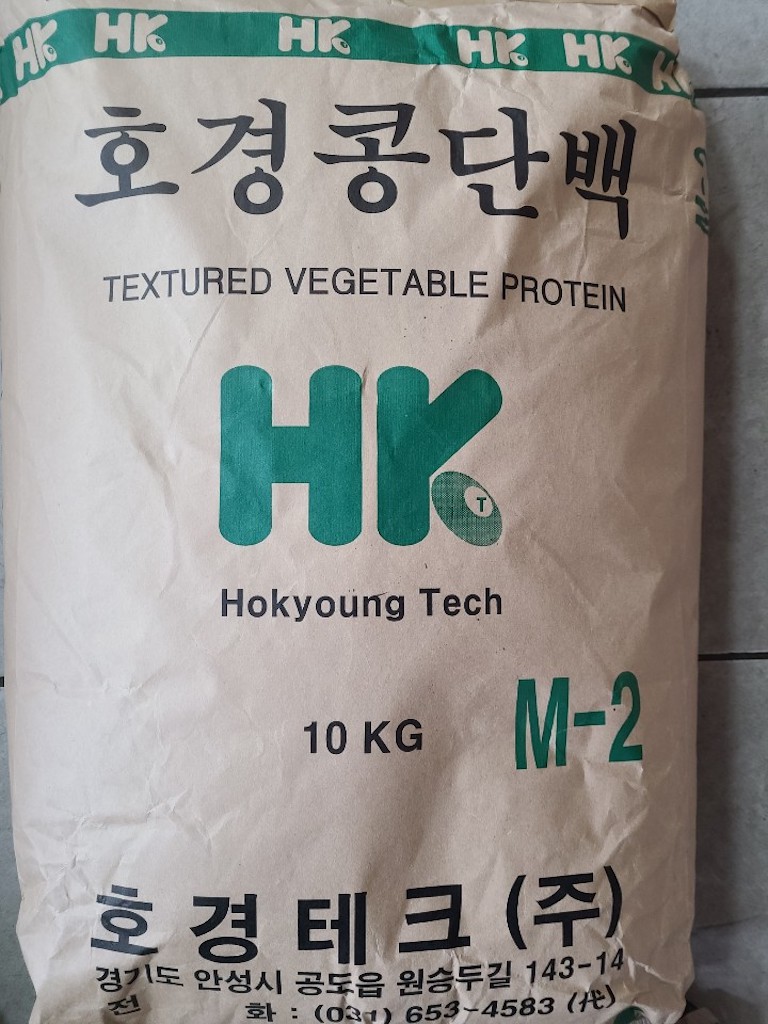 HK HK HK HK HK HK
호경콩단백
M-2
TEXTURED VEGETABLE PROTEIN
HK
T
Hokyoung Tech
10 KG
M-2
호경테크(주)
경기도 안성시 공도읍 원승두길 143-14
전 화 : (031) 653-4583 (代)